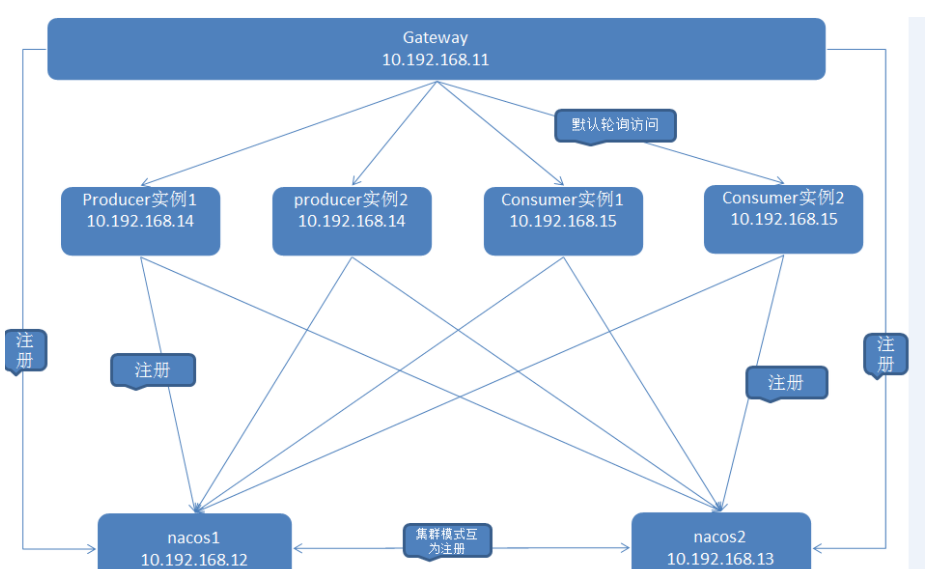 Gateway
10.192.168.11
默认轮询访问
Producer实例1
10.192.168.14
producer实例2
10.192.168.14
Consumer实例1
10.192.168.15
Consumer实例2
10.192.168.15
注
册
注册
注册
注
册
nacos1
10.192.168.12
集群模式互
为注册
nacos2
10.192.168.13